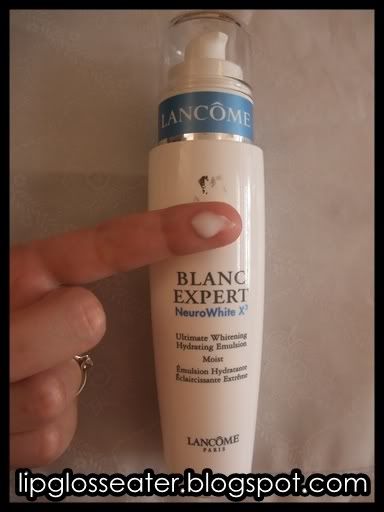 LANCÔME
BLANC
EXPERT
NeuroWhite X³
Ultimate Whitening
Hydrating Emulsion
Moist
Émulsion Hydratante
Éclaircissante Extrême
LANCÔME
PARIS
lipglosseater.blogspot.com